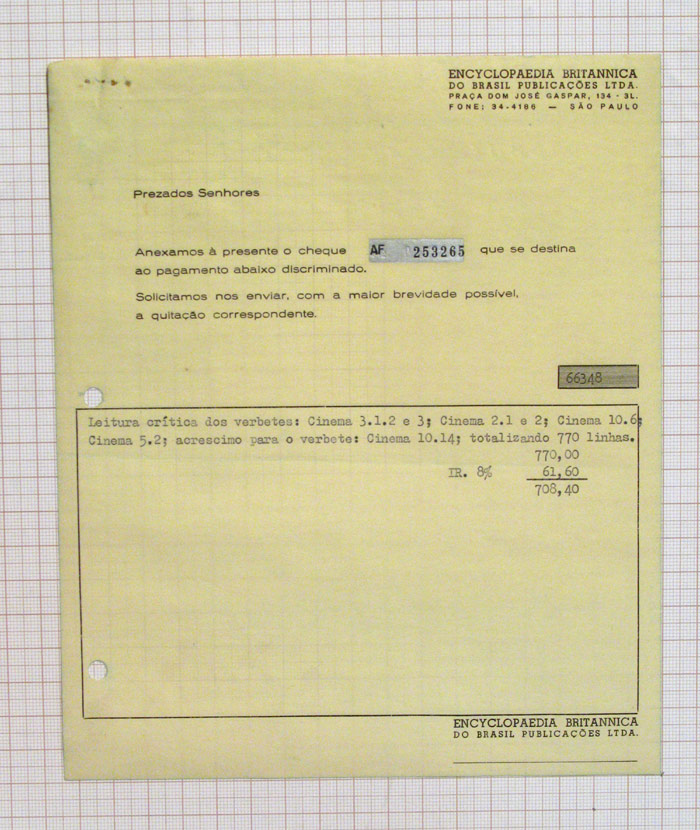 ENCYCLOPAEDIA BRITANNICA
DO BRASIL PUBLICAÇÕES LTDA.
PRAÇA DOM JOSÉ GASPAR, 134 - 3L.
FONE: 34-4186 — SÃO PAULO
Prezados Senhores
Anexamos à presente o cheque AF 253265 que se destina
ao pagamento abaixo discriminado.
Solicitamos nos enviar, com a maior brevidade possível,
a quitação correspondente.
66348
Leitura crítica dos verbetes: Cinema 3.1.2 e 3; Cinema 2.1 e 2; Cinema 10.6;
Cinema 5.2; acrescimo para o verbete: Cinema 10.14; totalizando 770 linhas.
770,00
IR. 8% 61,60
708,40
ENCYCLOPAEDIA BRITANNICA
DO BRASIL PUBLICAÇÕES LTDA.